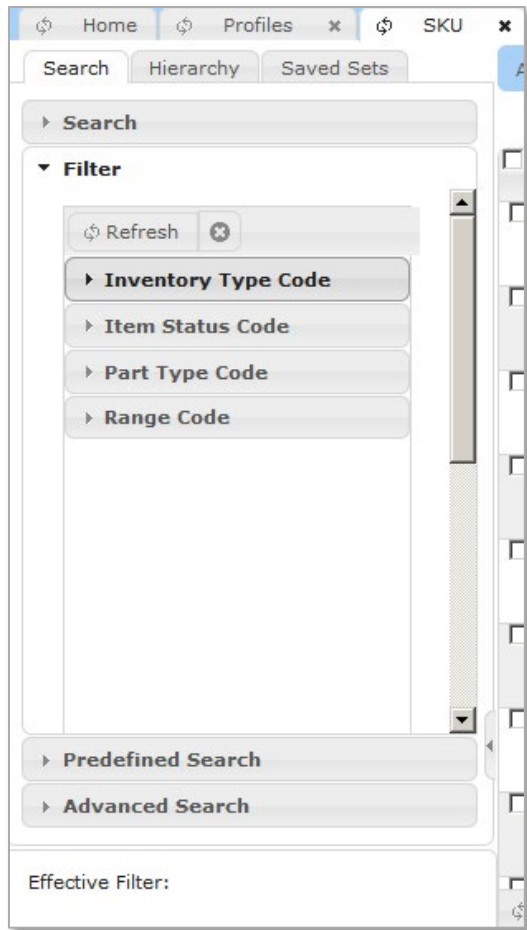 Home Profiles SKU
Search Hierarchy Saved Sets
Search
Filter
Refresh
Inventory Type Code
Item Status Code
Part Type Code
Range Code
Predefined Search
Advanced Search
Effective Filter: